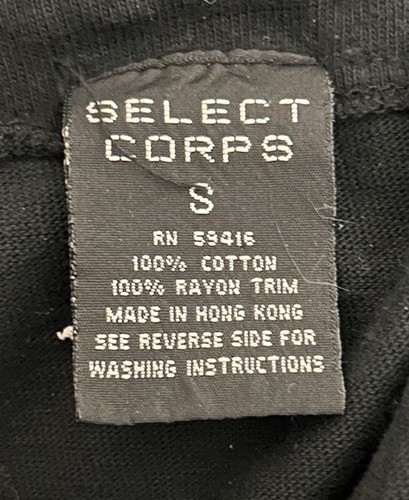 SELECT
CORPS
S
RN 59416
100% COTTON
100% RAYON TRIM
MADE IN HONG KONG
SEE REVERSE SIDE FOR
WASHING INSTRUCTIONS